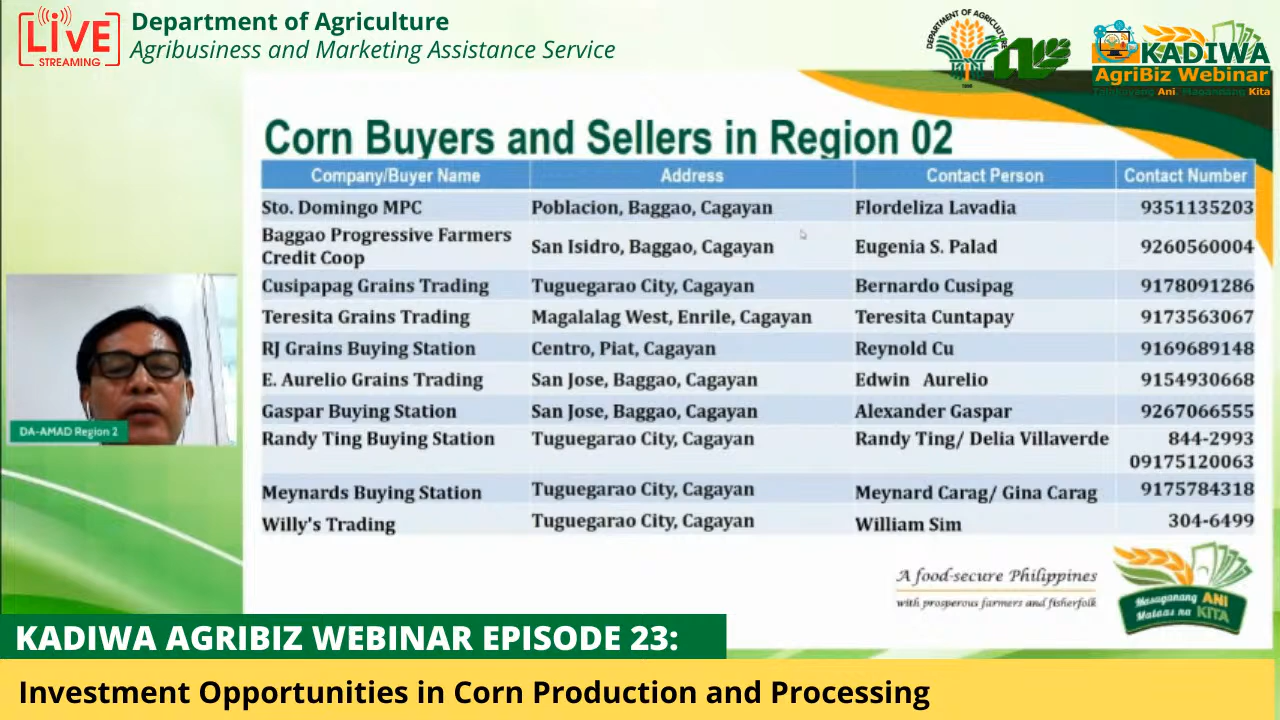 LIVE
STREAMING
Department of Agriculture
Agribusiness and Marketing Assistance Service
DEPARTMENT OF AGRICULTURE
KADIWA
AgriBiz Webinar
Corn Buyers and Sellers in Region 02
Company/Buyer Name Address Contact Person Contact Number
Sto. Domingo MPC Poblacion, Baggao, Cagayan Flordeliza Lavadia 9351135203
Baggao Progressive Farmers
Credit Coop San Isidro, Baggao, Cagayan Eugenia S. Palad 9260560004
Cusipapag Grains Trading Tuguegarao City, Cagayan Bernardo Cusipag 9178091286
Teresita Grains Trading Magalalag West, Enrile, Cagayan Teresita Cuntapay 9173563067
RJ Grains Buying Station Centro, Piat, Cagayan Reynold Cu 9169689148
E. Aurelio Grains Trading San Jose, Baggao, Cagayan Edwin Aurelio 9154930668
Gaspar Buying Station San Jose, Baggao, Cagayan Alexander Gaspar 9267066555
Randy Ting Buying Station Tuguegarao City, Cagayan Randy Ting/ Delia Villaverde 844-2993
09175120063
Meynards Buying Station Tuguegarao City, Cagayan Meynard Carag/ Gina Carag 9175784318
Willy's Trading Tuguegarao City, Cagayan William Sim 304-6499
DA-AMAD Region 2
A food-secure Philippines
with prosperous farmers and fisherfolk
Masaganang ANI
Mataas na KITA
KADIWA AGRIBIZ WEBINAR EPISODE 23:
Investment Opportunities in Corn Production and Processing